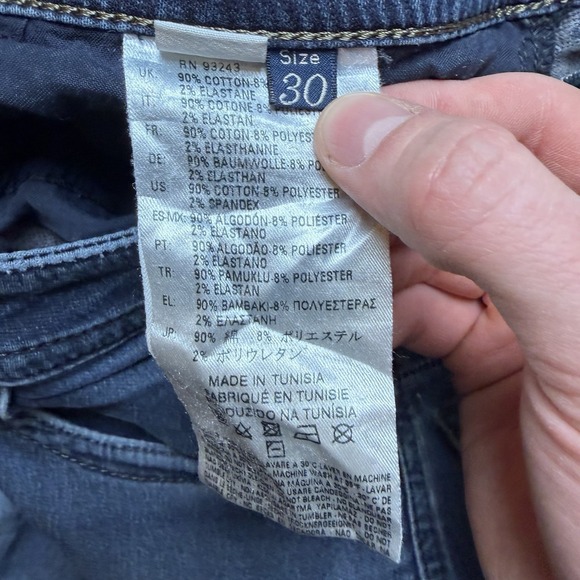 Size
30
RN 93243
UK: 90% COTTON-8%
2% ELASTANE
IT: 90% COTONE-8%
2% ELASTAN
FR: 90% COTON-8% POLYESTER
2% ELASTHANNE
DE: 90% BAUMWOLLE-8%
2% ELASTHAN
US: 90% COTTON-8% POLYESTER
2% SPANDEX
ES-MX: 90% ALGODÓN-8% POLIÉSTER
2% ELASTANO
PT: 90% ALGODÃO-8% POLIÉSTER
2% ELASTANO
TR: 90% PAMUKLU-8% POLYESTER
2% ELASTAN
EL: 90% ΒΑΜΒΑΚΙ-8% ΠΟΛΥΕΣΤΕΡΑΣ
2% ΕΛΑΣΤΑΝΗ
JP: 90% 綿 8% ポリエステル
2% ポリウレタン
MADE IN TUNISIA
FABRIQUÉ EN TUNISIE
NA TUNÍSIA
LAVARE A 30°C